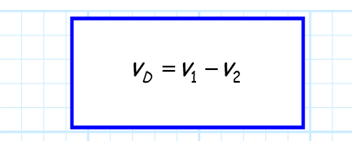 V_D = V_1 − V_2